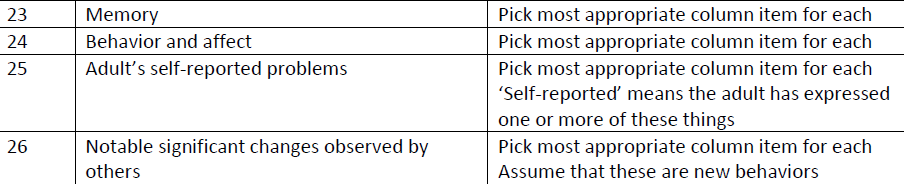 23 Memory Pick most appropriate column item for each
24 Behavior and affect Pick most appropriate column item for each
25 Adult’s self-reported problems Pick most appropriate column item for each
‘Self-reported’ means the adult has expressed
one or more of these things
26 Notable significant changes observed by Pick most appropriate column item for each
others Assume that these are new behaviors